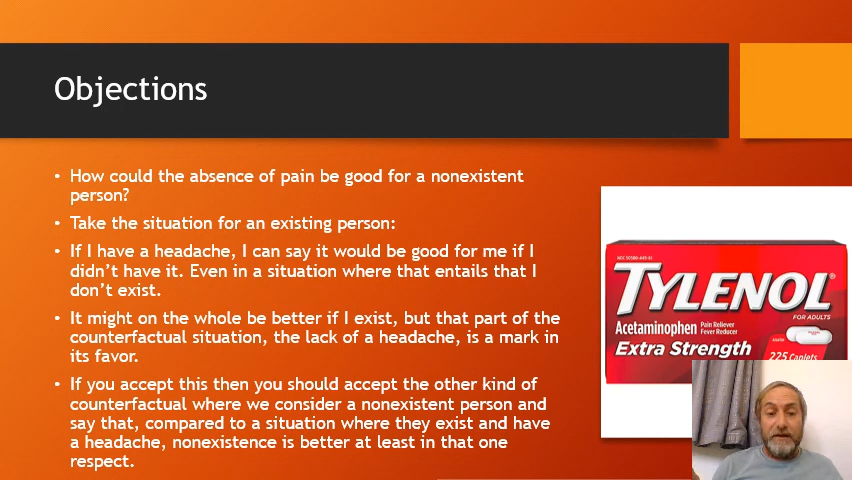 Objections
• How could the absence of pain be good for a nonexistent
person?
• Take the situation for an existing person:
• If I have a headache, I can say it would be good for me if I
didn't have it. Even in a situation where that entails that I
don't exist.
• It might on the whole be better if I exist, but that part of the
counterfactual situation, the lack of a headache, is a mark in
its favor.
• If you accept this then you should accept the other kind of
counterfactual where we consider a nonexistent person and
say that, compared to a situation where they exist and have
a headache, nonexistence is better at least in that one
respect.
TYLENOL®
FOR ADULTS
Acetaminophen Pain Reliever
Fever Reducer
Extra Strength
225 Caplets